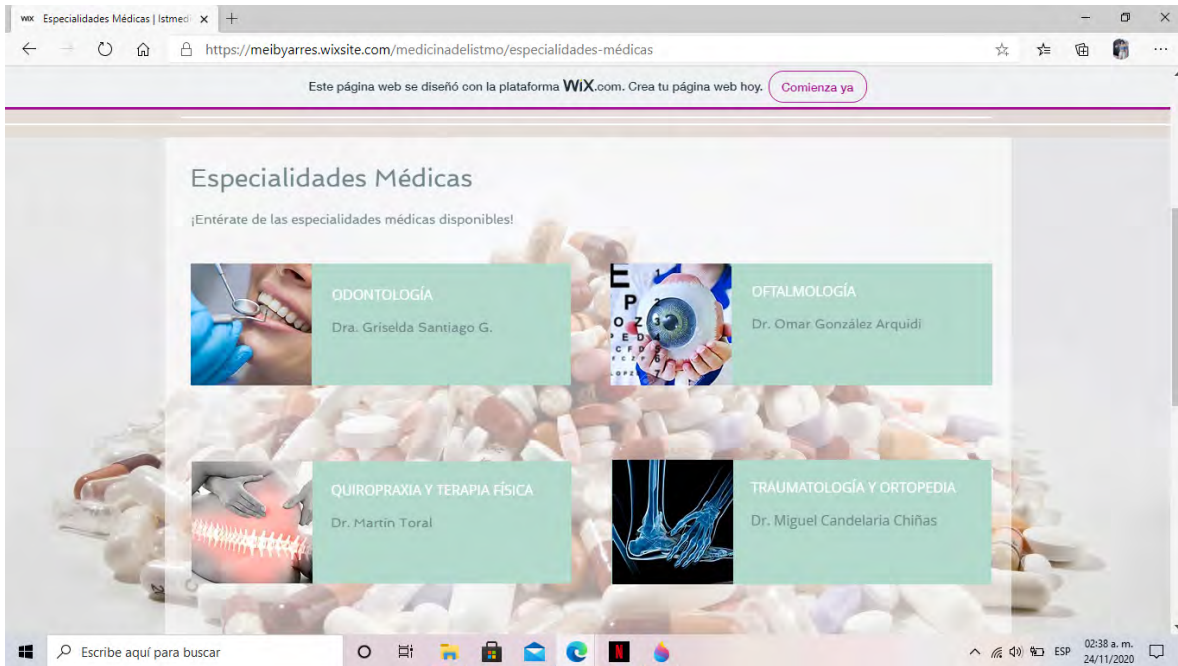 WiX Especialidades Médicas | Istmed
https://meibyarres.wixsite.com/medicinadelistmo/especialidades-médicas
Este página web se diseñó con la plataforma WiX.com. Crea tu página web hoy. Comienza ya
Especialidades Médicas
¡Entérate de las especialidades médicas disponibles!
ODONTOLOGÍA
Dra. Griselda Santiago G.
OFTALMOLOGÍA
Dr. Omar González Arquidi
QUIROPRAXIA Y TERAPIA FÍSICA
Dr. Martin Toral
TRAUMATOLOGÍA Y ORTOPEDIA
Dr. Miguel Candelaria Chiñas
Escribe aquí para buscar
N
ESP
02:38 a. m.
24/11/2020